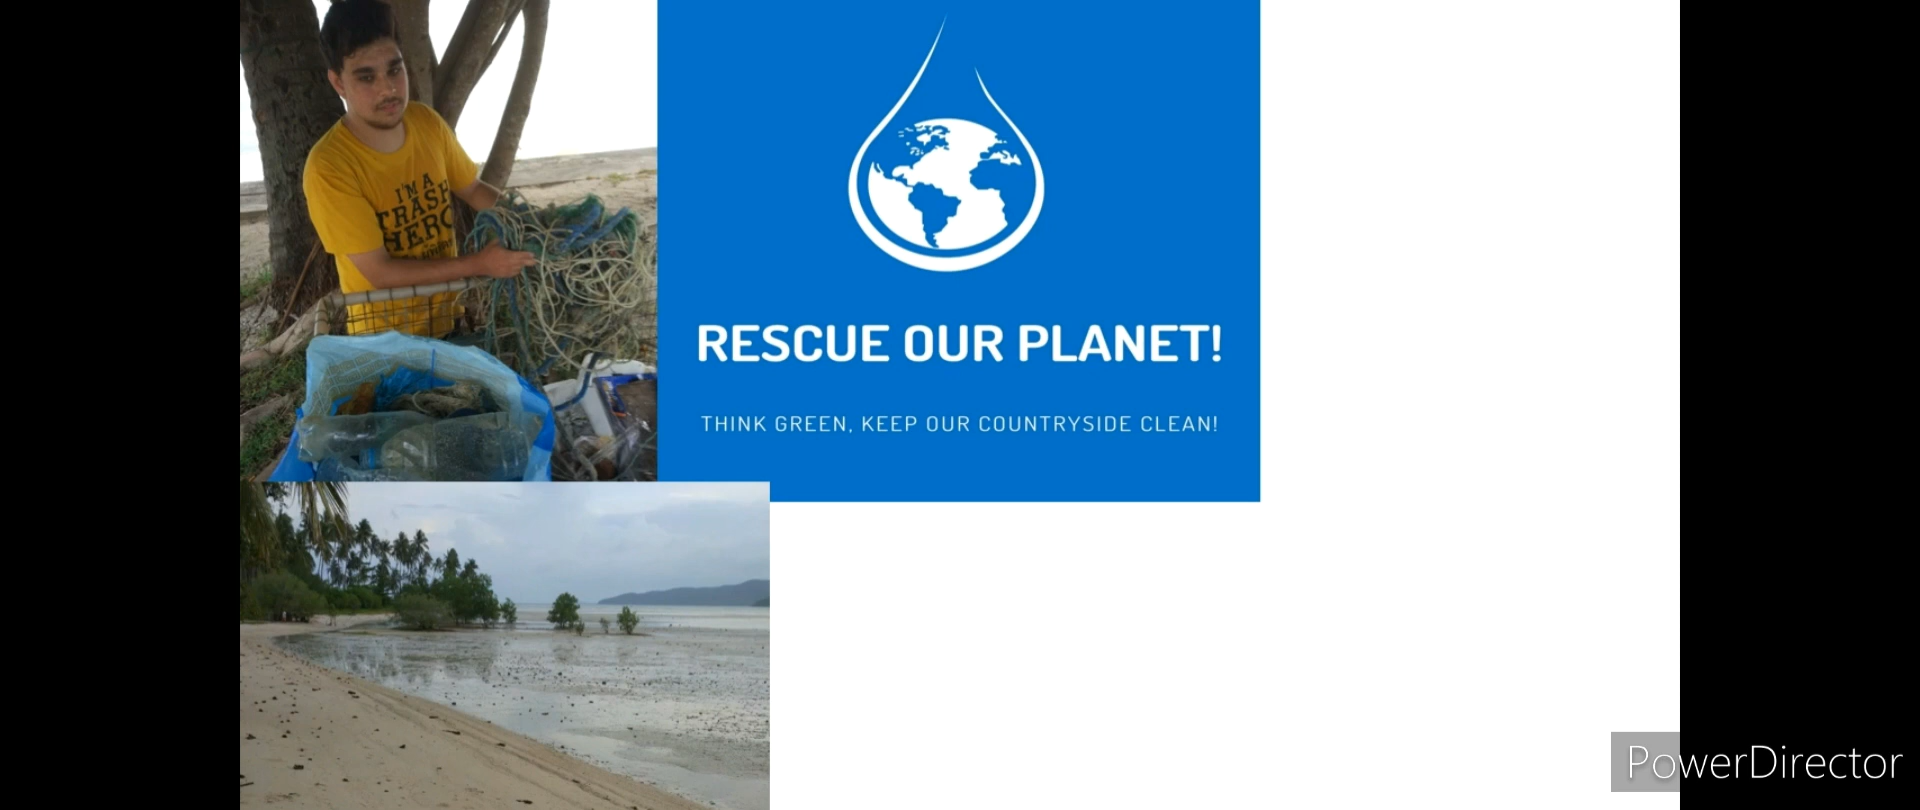 I'M A
TRASH
HERO
RESCUE OUR PLANET!
THINK GREEN, KEEP OUR COUNTRYSIDE CLEAN!
PowerDirector